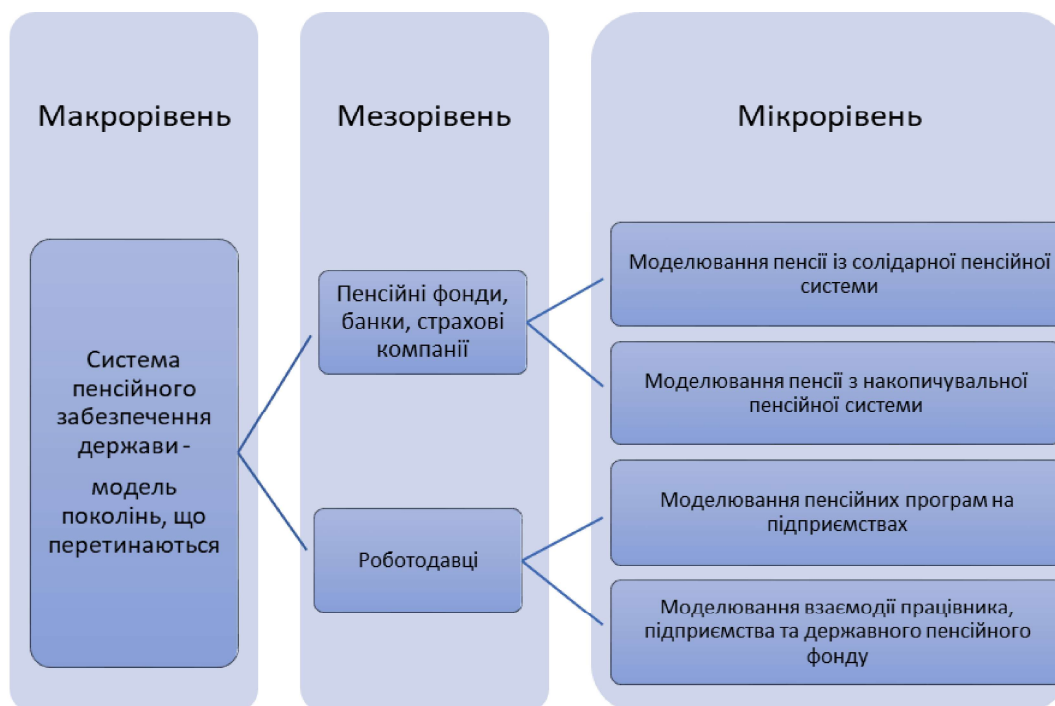 Макрорівень
Мезорівень
Мікрорівень
Система
пенсійного
забезпечення
держави -
модель
поколінь, що
перетинаються
Пенсійні фонди,
банки, страхові
компанії
Роботодавці
Моделювання пенсії із солідарної пенсійної
системи
Моделювання пенсії з накопичувальної
пенсійної системи
Моделювання пенсійних програм на
підприємствах
Моделювання взаємодії працівника,
підприємства та державного пенсійного
фонду